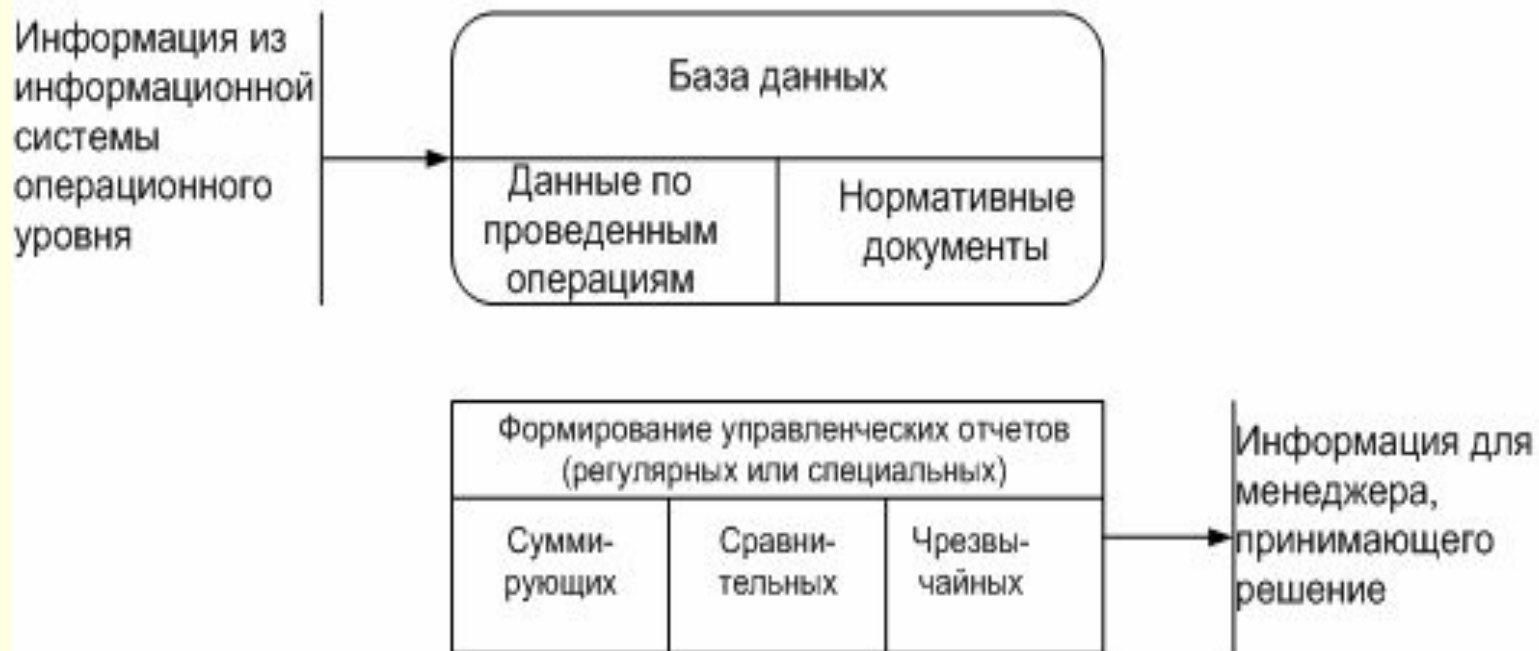 Информация из
информационной
системы
операционного
уровня
База данных
Данные по
проведенным
операциям
Нормативные
документы
Формирование управленческих отчетов
(регулярных или специальных)
Сумми-
рующих
Сравни-
тельных
Чрезвы-
чайных
Информация для
менеджера,
принимающего
решение